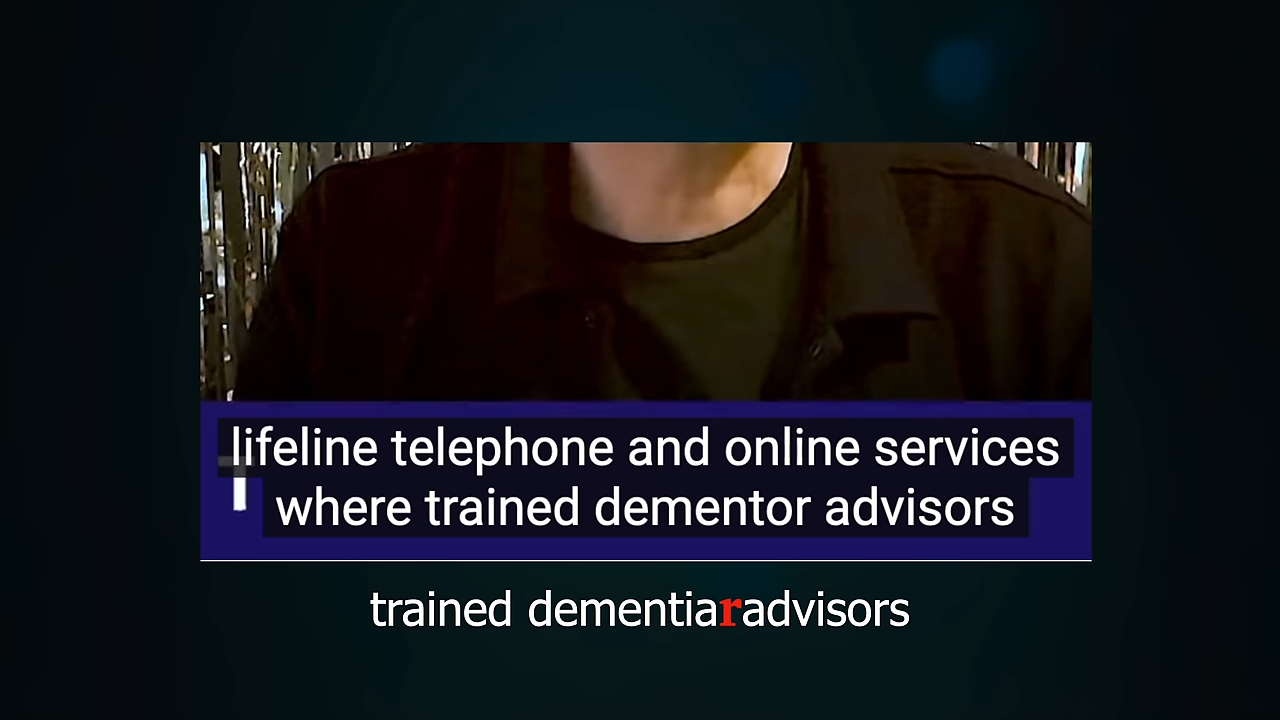 lifeline telephone and online services
where trained dementor advisors
trained dementiaradvisors